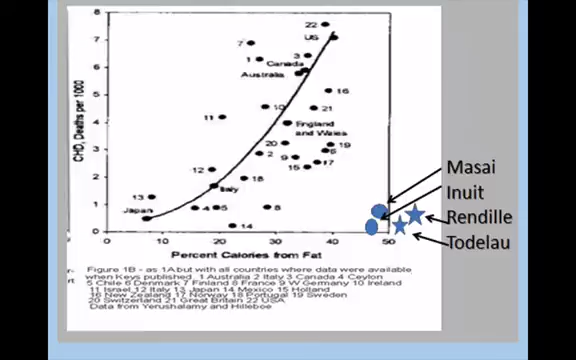 8
7
6
5
4
3
2
1
0
CHD, Deaths per 1000
22
US
7
3
1
Canada
Australia
16
10
21
11
England
and Wales
20
19
2
6
9
17
15
12
24
Italy
13
Japan
4
5
8
14
0 10 20 30 40 50
Percent Calories from Fat
Masai
Inuit
Rendille
Todelau
Figure 1B - as 1A but with all countries where data were available
when Keys published. 1 Australia 2 Italy 3 Canada 4 Ceylon
5 Chile 6 Denmark 7 Finland 8 France 9 W Germany 10 Ireland
11 Israel 12 Italy 13 Japan 14 Mexico 15 Holland
16 New Zealand 17 Norway 18 Portugal 19 Sweden
20 Switzerland 21 Great Britain 22 USA
Data from Yerushalamy and Hilleboe